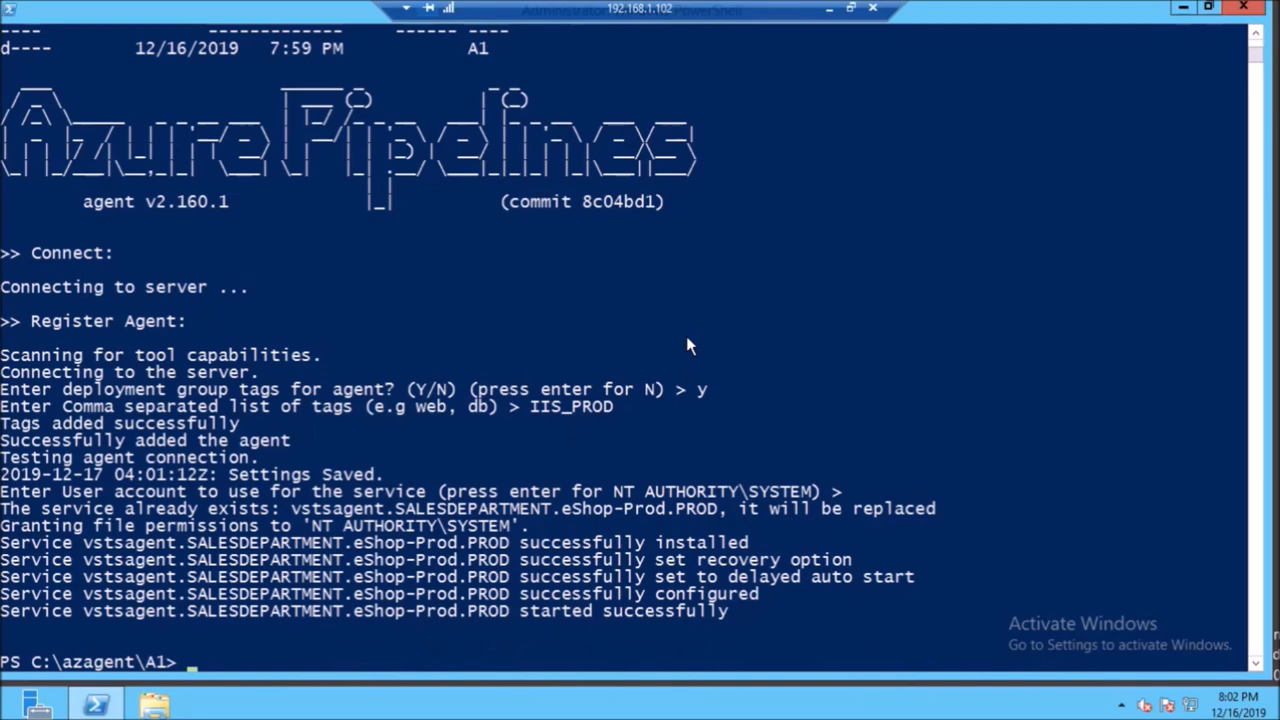 Administrator: Windows PowerShell
192.168.1.102
---- ------------- ------ ----
d---- 12/16/2019 7:59 PM A1
Azure Pipelines
agent v2.160.1 (commit 8c04bd1)
>> Connect:
Connecting to server ...
>> Register Agent:
Scanning for tool capabilities.
Connecting to the server.
Enter deployment group tags for agent? (Y/N) (press enter for N) > y
Enter Comma separated list of tags (e.g web, db) > IIS_PROD
Tags added successfully
Successfully added the agent
Testing agent connection.
2019-12-17 04:01:12Z: Settings Saved.
Enter User account to use for the service (press enter for NT AUTHORITY\SYSTEM) >
The service already exists: vstsagent.SALESDEPARTMENT.eShop-Prod.PROD, it will be replaced
Granting file permissions to 'NT AUTHORITY\SYSTEM'.
Service vstsagent.SALESDEPARTMENT.eShop-Prod.PROD successfully installed
Service vstsagent.SALESDEPARTMENT.eShop-Prod.PROD successfully set recovery option
Service vstsagent.SALESDEPARTMENT.eShop-Prod.PROD successfully set to delayed auto start
Service vstsagent.SALESDEPARTMENT.eShop-Prod.PROD successfully configured
Service vstsagent.SALESDEPARTMENT.eShop-Prod.PROD started successfully
Activate Windows
Go to Settings to activate Windows.
PS C:\azagent\A1>
8:02 PM
12/16/2019